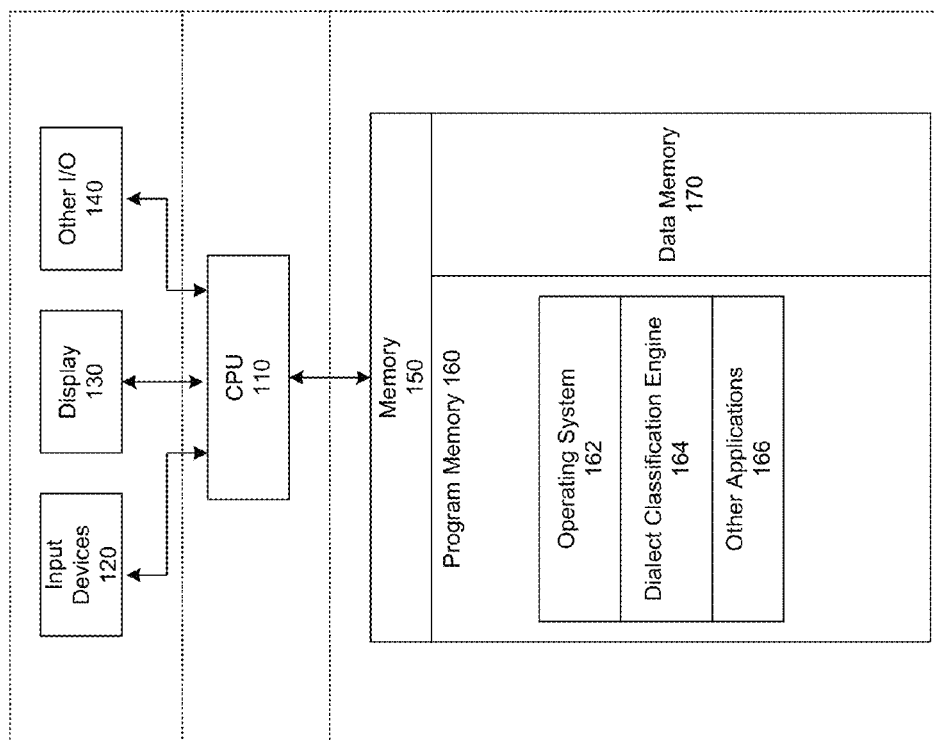 Input
Devices
120
Display
130
Other I/O
140
CPU
110
Memory
150
Program Memory 160
Operating System
162
Dialect Classification Engine
164
Other Applications
166
Data Memory
170